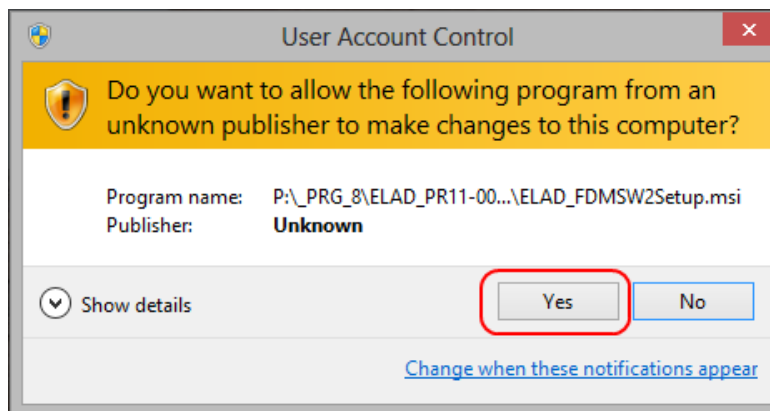 User Account Control
Do you want to allow the following program from an
unknown publisher to make changes to this computer?
Program name: P:\_PRG_8\ELAD_PR11-00...\ELAD_FDMSW2Setup.msi
Publisher: Unknown
Show details
Yes
No
Change when these notifications appear